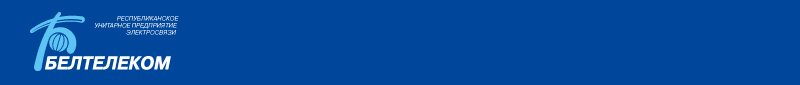 РЕСПУБЛИКАНСКОЕ
УНИТАРНОЕ ПРЕДПРИЯТИЕ
ЭЛЕКТРОСВЯЗИ
БЕЛТЕЛЕКОМ